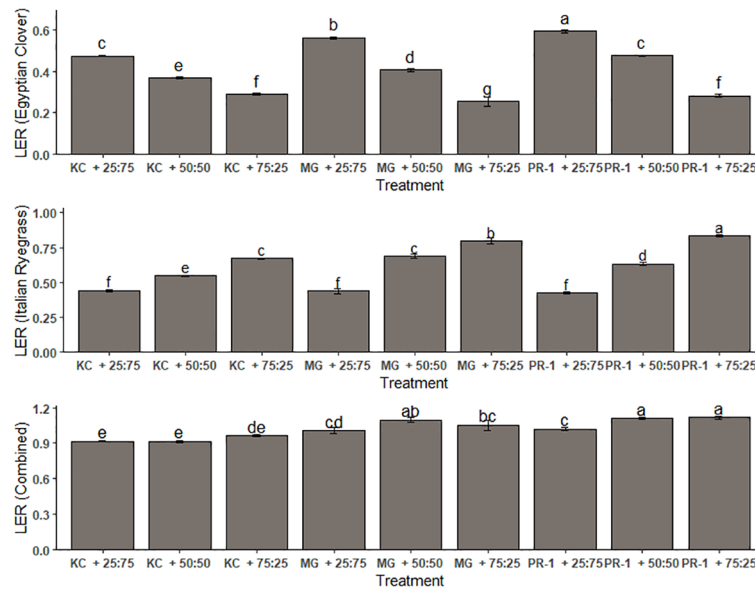 LER (Egyptian Clover)
0.6
0.4
0.2
0.0
c
e
f
b
d
g
a
c
f
KC + 25:75 KC + 50:50 KC + 75:25 MG + 25:75 MG + 50:50 MG + 75:25 PR-1 + 25:75 PR-1 + 50:50 PR-1 + 75:25
Treatment
LER (Italian Ryegrass)
1.00
0.75
0.50
0.25
0.00
f
e
c
f
c
b
f
d
a
KC + 25:75 KC + 50:50 KC + 75:25 MG + 25:75 MG + 50:50 MG + 75:25 PR-1 + 25:75 PR-1 + 50:50 PR-1 + 75:25
Treatment
LER (Combined)
1.2
0.9
0.6
0.3
0.0
e
e
de
cd
ab
bc
c
a
a
KC + 25:75 KC + 50:50 KC + 75:25 MG + 25:75 MG + 50:50 MG + 75:25 PR-1 + 25:75 PR-1 + 50:50 PR-1 + 75:25
Treatment